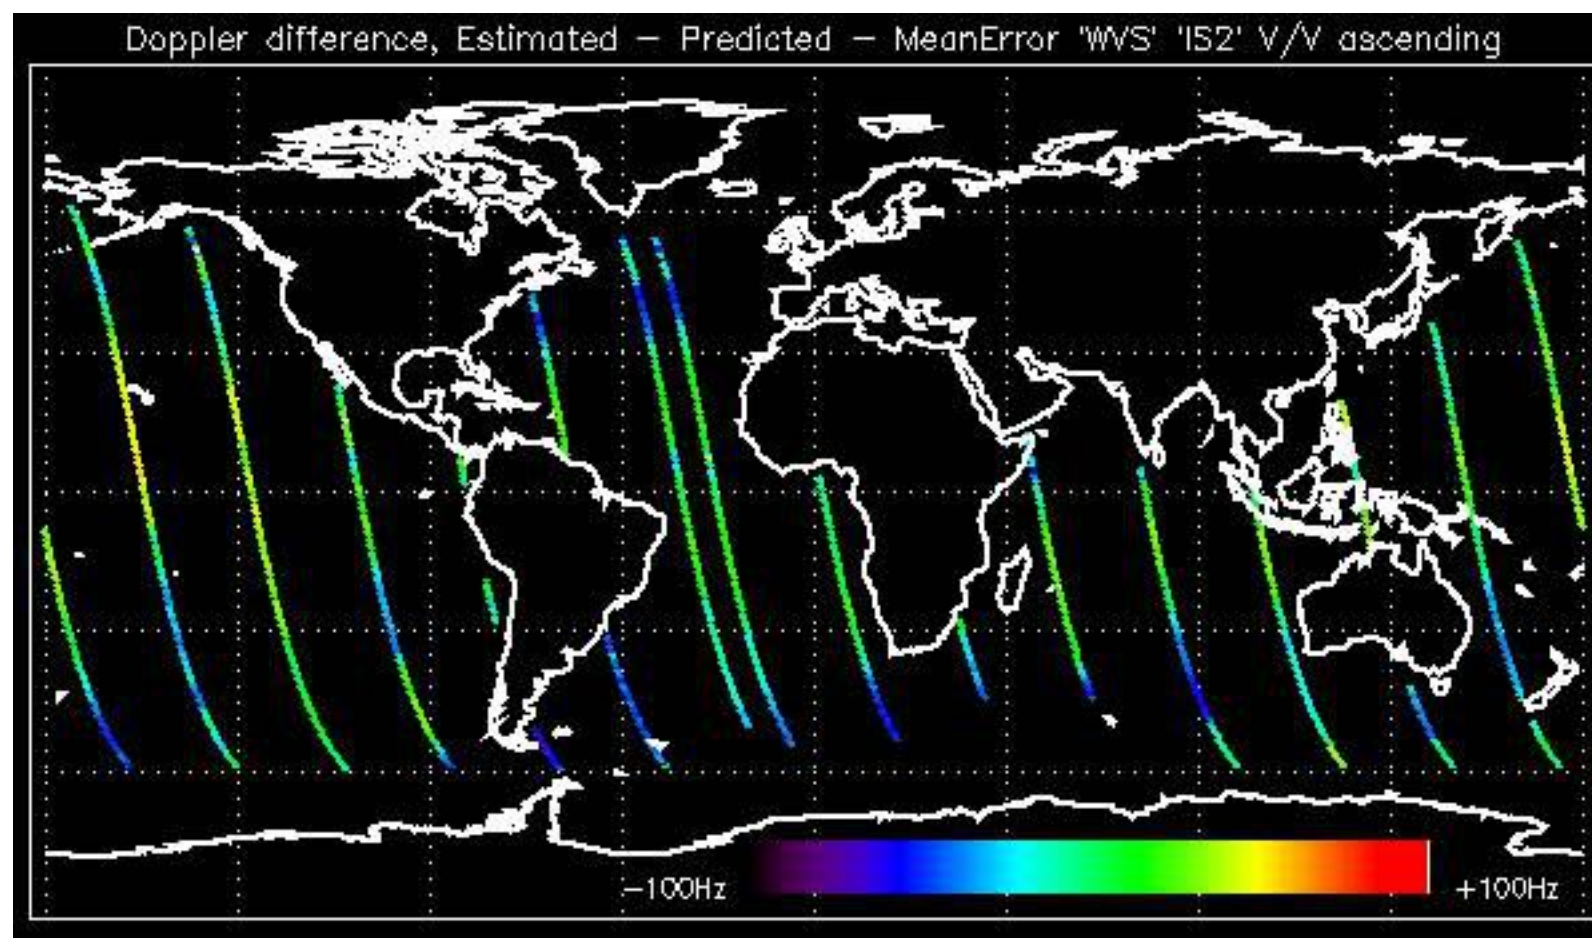 Doppler difference, Estimated - Predicted - MeanError 'WVS' 'IS2' V/V ascending
-100Hz +100Hz